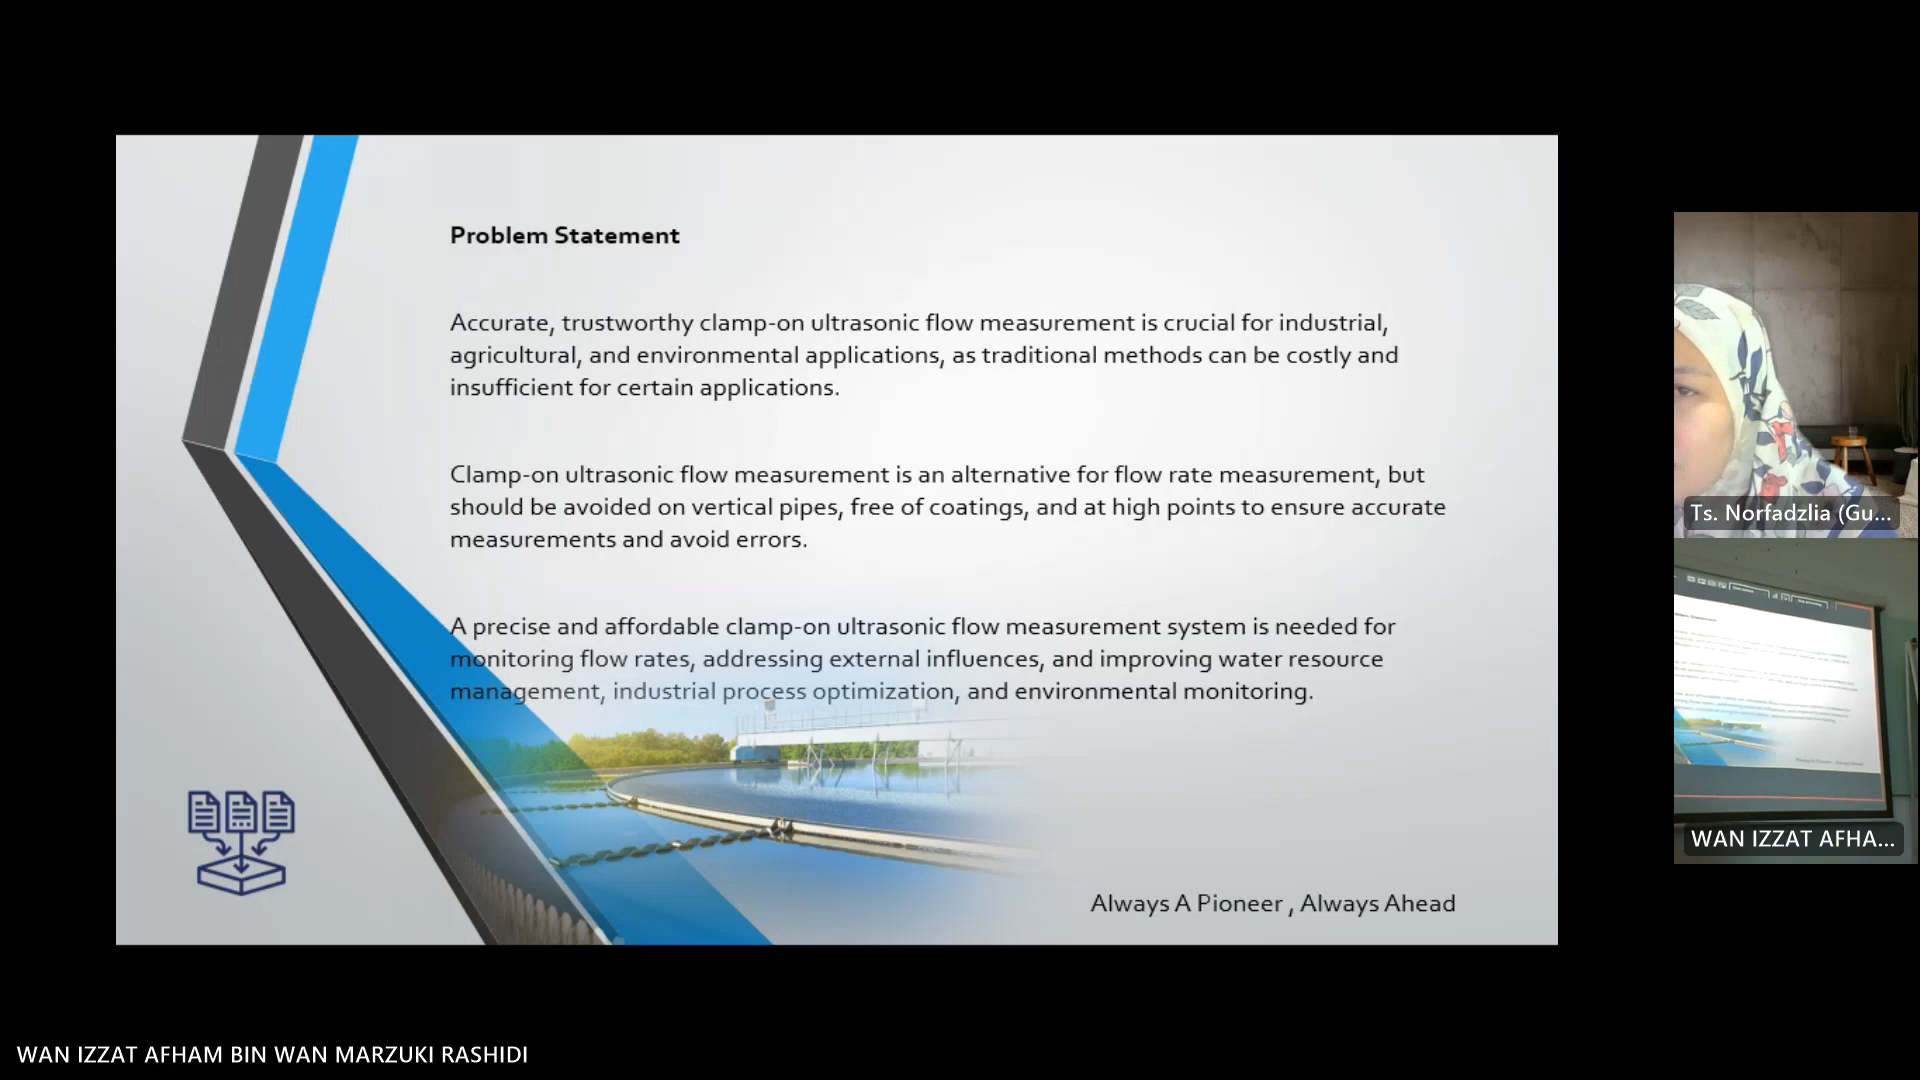 Problem Statement
Accurate, trustworthy clamp-on ultrasonic flow measurement is crucial for industrial,
agricultural, and environmental applications, as traditional methods can be costly and
insufficient for certain applications.
Clamp-on ultrasonic flow measurement is an alternative for flow rate measurement, but
should be avoided on vertical pipes, free of coatings, and at high points to ensure accurate
measurements and avoid errors.
A precise and affordable clamp-on ultrasonic flow measurement system is needed for
monitoring flow rates, addressing external influences, and improving water resource
management, industrial process optimization, and environmental monitoring.
Always A Pioneer , Always Ahead
Ts. Norfadzlia (Gu...
WAN IZZAT AFHA...
WAN IZZAT AFHAM BIN WAN MARZUKI RASHIDI